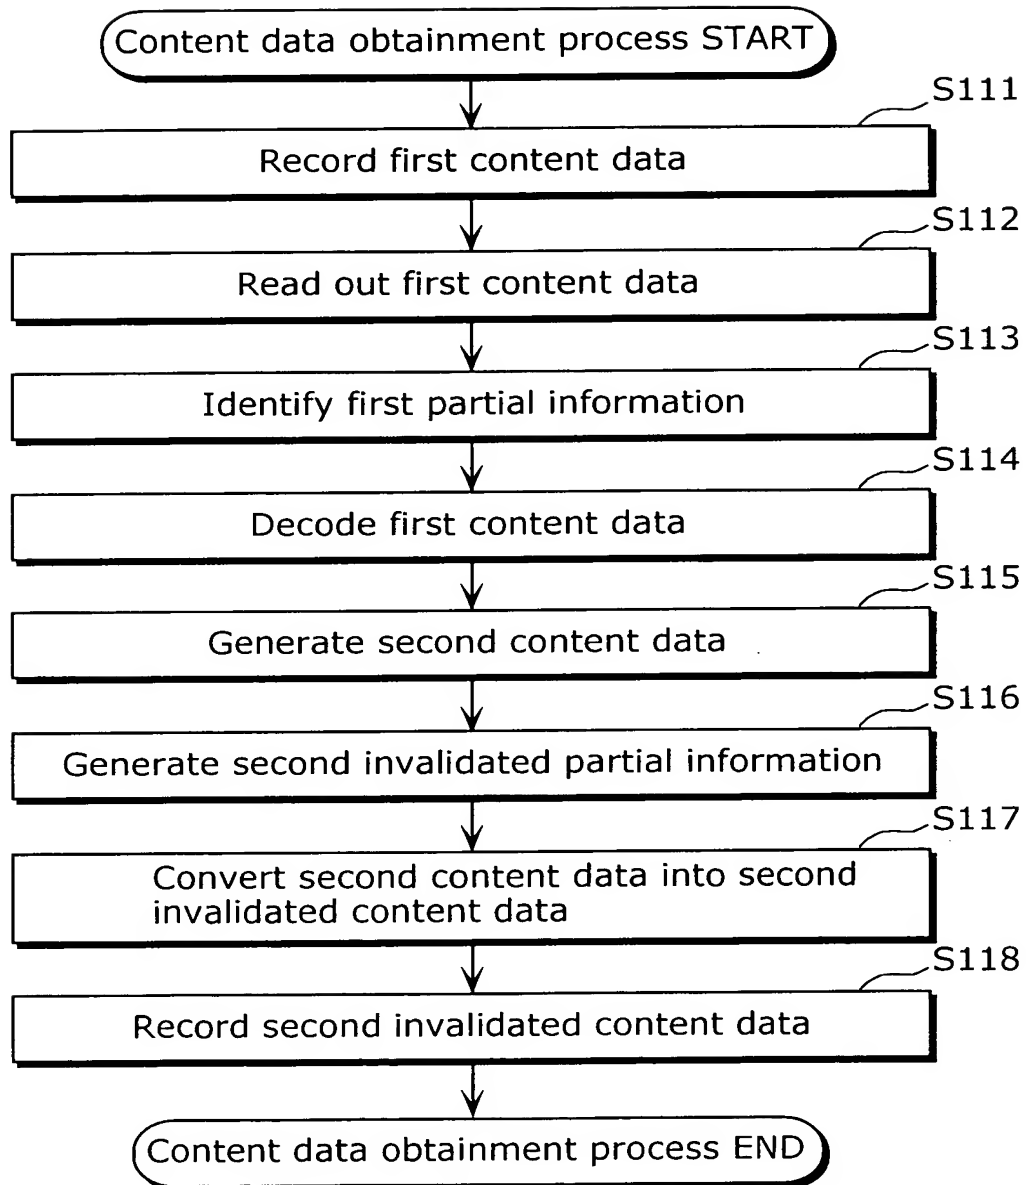 Content data obtainment process START
S111
Record first content data
S112
Read out first content data
S113
Identify first partial information
S114
Decode first content data
S115
Generate second content data
S116
Generate second invalidated partial information
S117
Convert second content data into second
invalidated content data
S118
Record second invalidated content data
Content data obtainment process END